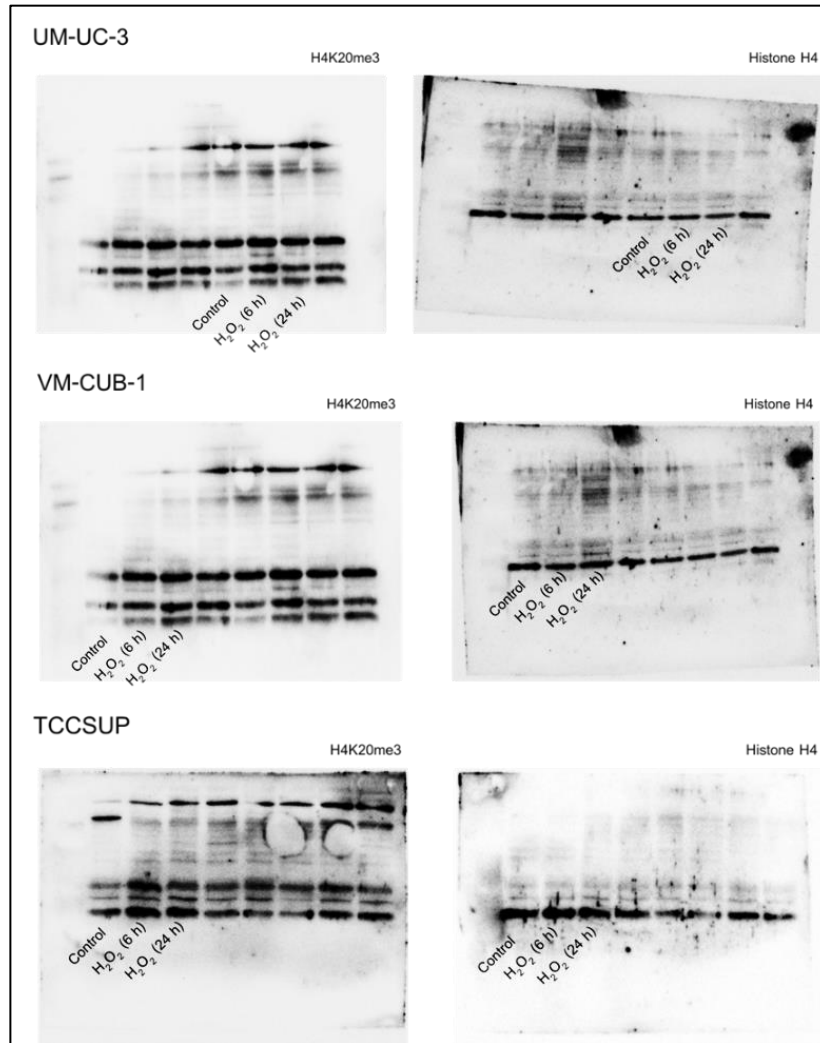 UM-UC-3
H4K20me3
Histone H4
Control
H₂O₂ (6 h)
H₂O₂ (24 h)
Control
H₂O₂ (6 h)
H₂O₂ (24 h)
VM-CUB-1
H4K20me3
Histone H4
Control
H₂O₂ (6 h)
H₂O₂ (24 h)
Control
H₂O₂ (6 h)
H₂O₂ (24 h)
TCCSUP
H4K20me3
Histone H4
Control
H₂O₂ (6 h)
H₂O₂ (24 h)
Control
H₂O₂ (6 h)
H₂O₂ (24 h)